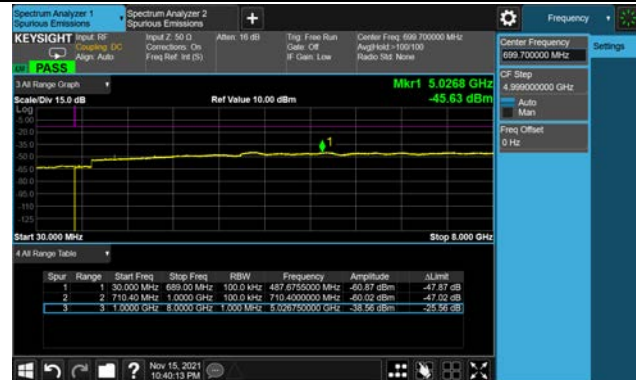 Spectrum Analyzer 1
Spurious Emissions
Spectrum Analyzer 2
Spurious Emissions
+
Frequency
KEYSIGHT
Input: RF
Coupling: DC
Align: Auto
Input Z: 50 Ω
Corrections: On
Freq Ref: Int (S)
Atten: 16 dB
Trig: Free Run
Gate: Off
IF Gain: Low
Center Freq: 699.700000 MHz
Avg|Hold:>100/100
Radio Std: None
PASS
Center Frequency
699.700000 MHz
Settings
CF Step
4.999000000 GHz
Auto
Man
Freq Offset
0 Hz
3 All Range Graph
Mkr1 5.0268 GHz
Scale/Div 15.0 dB
Ref Value 10.00 dBm
-45.63 dBm
Log
-5.00
-20.0
-35.0
-50.0
-65.0
-80.0
-95.0
-110
-125
1
Start 30.000 MHz
Stop 8.000 GHz
4 All Range Table
Spur Range Start Freq Stop Freq RBW Frequency Amplitude ΔLimit
1 1 30.000 MHz 689.00 MHz 100.0 kHz 487.6755000 MHz -60.87 dBm -47.87 dB
2 2 710.40 MHz 1.0000 GHz 100.0 kHz 710.4000000 MHz -60.02 dBm -47.02 dB
3 3 1.0000 GHz 8.0000 GHz 1.000 MHz 5.026750000 GHz -38.56 dBm -25.56 dB
?
Nov 15, 2021
10:40:13 PM